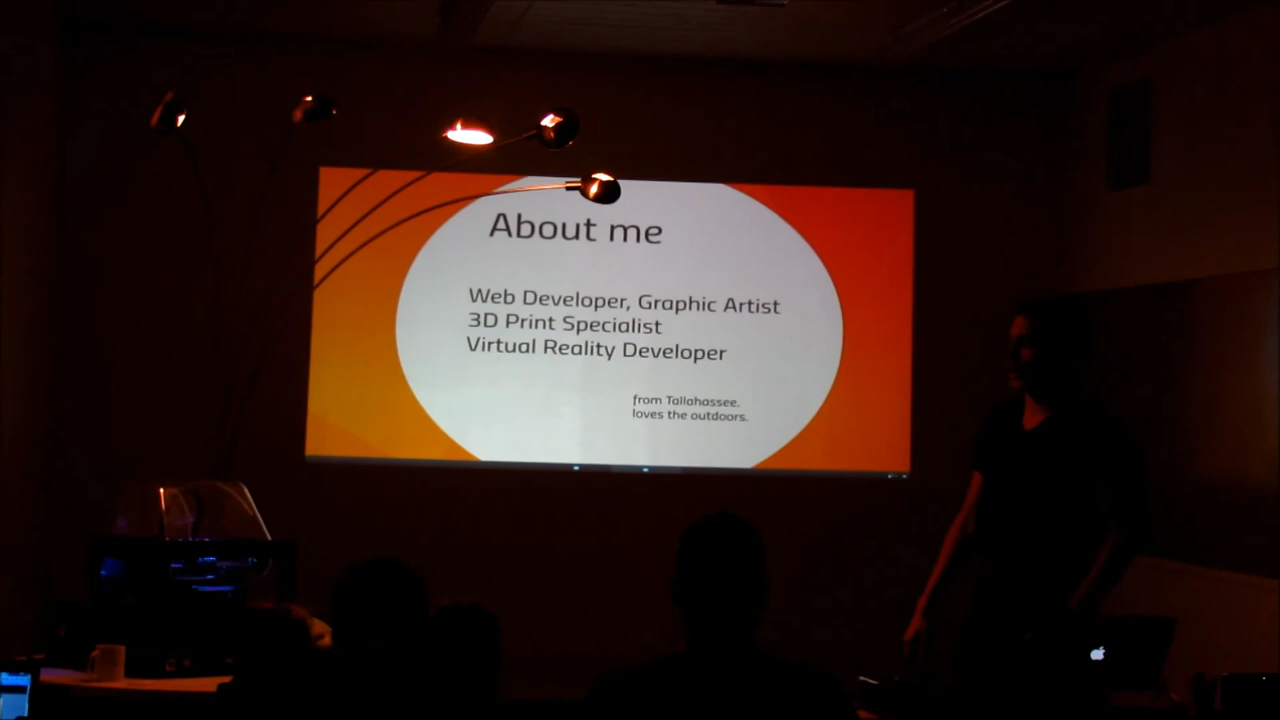 About me
Web Developer, Graphic Artist
3D Print Specialist
Virtual Reality Developer
from Tallahassee.
loves the outdoors.